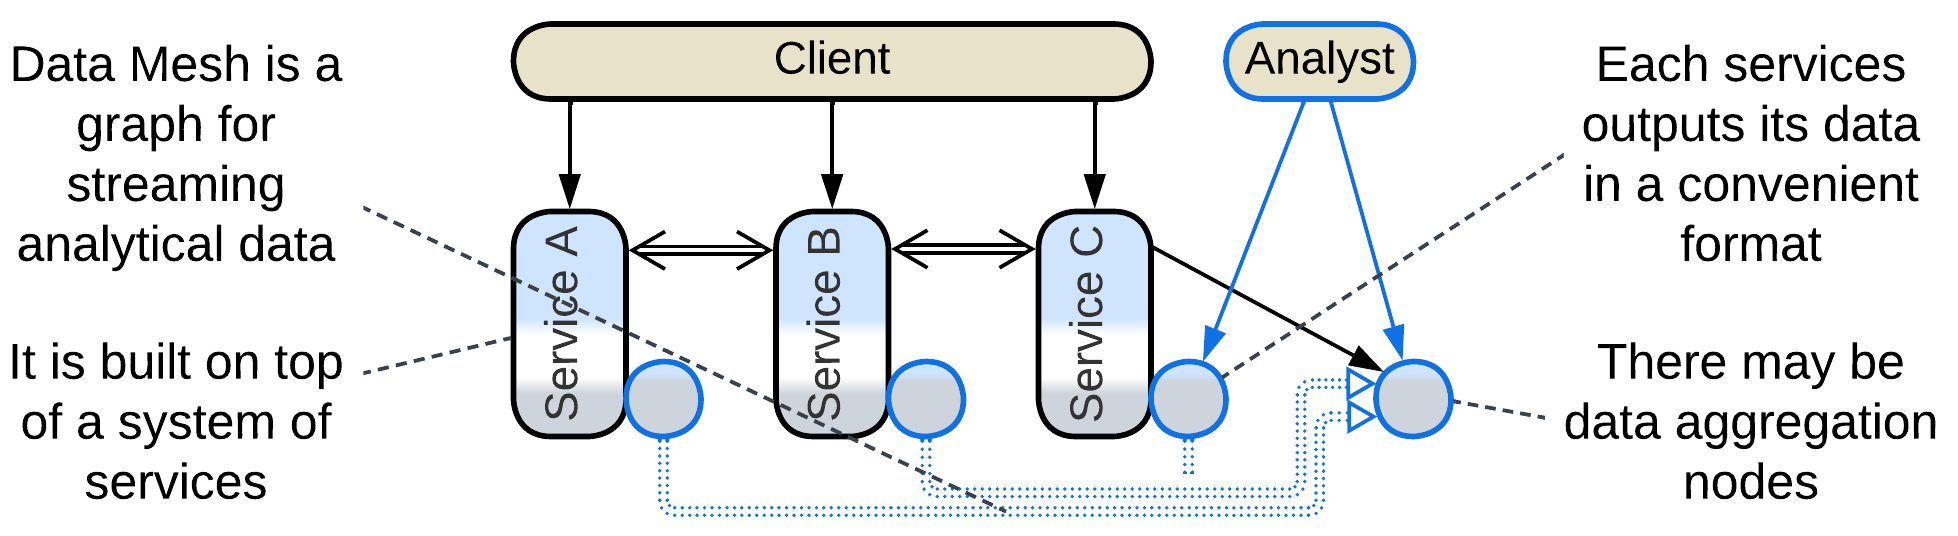 Data Mesh is a
graph for
streaming
analytical data
It is built on top
of a system of
services
Client
Analyst
Service A
Service B
Service C
Each services
outputs its data
in a convenient
format
There may be
data aggregation
nodes